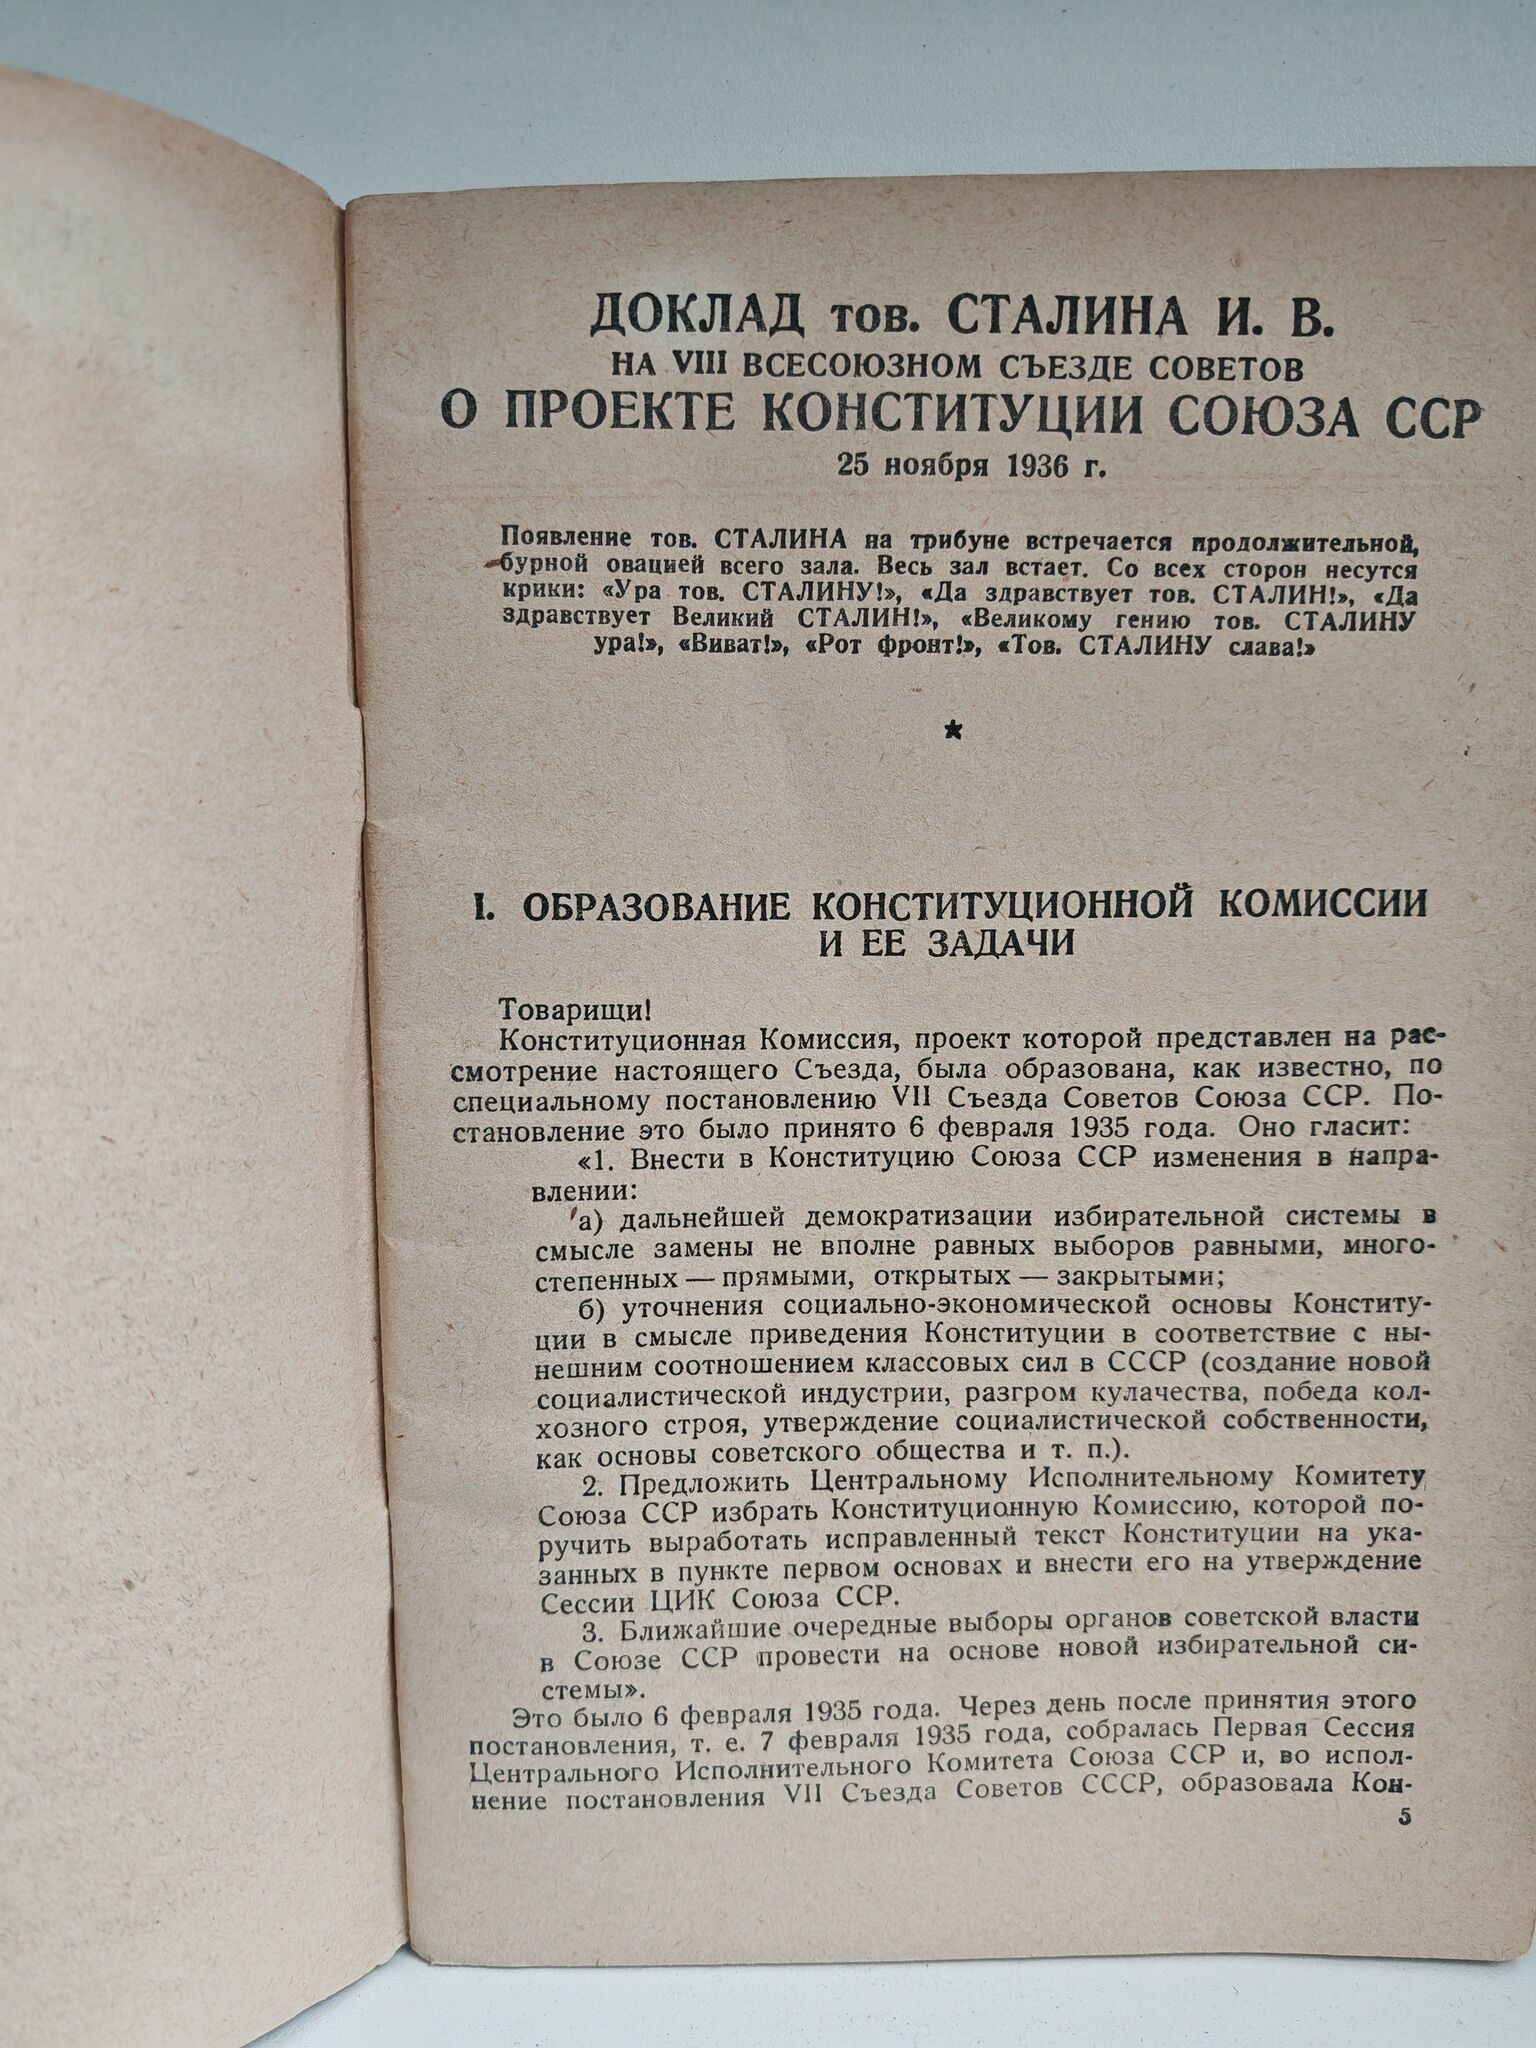 ДОКЛАД тов. СТАЛИНА И. В.
НА VIII ВСЕСОЮЗНОМ СЪЕЗДЕ СОВЕТОВ
О ПРОЕКТЕ КОНСТИТУЦИИ СОЮЗА ССР
25 ноября 1936 г.
Появление тов. СТАЛИНА на трибуне встречается продолжительной,
бурной овацией всего зала. Весь зал встает. Со всех сторон несутся
крики: «Ура тов. СТАЛИНУ!», «Да здравствует тов. СТАЛИН!», «Да
здравствует Великий СТАЛИН!», «Великому гению тов. СТАЛИНУ
ура!», «Виват!», «Рот фронт!», «Тов. СТАЛИНУ слава!»
★
I. ОБРАЗОВАНИЕ КОНСТИТУЦИОННОЙ КОМИССИИ
И ЕЕ ЗАДАЧИ
Товарищи!
Конституционная Комиссия, проект которой представлен на рас-
смотрение настоящего Съезда, была образована, как известно, по
специальному постановлению VII Съезда Советов Союза ССР. По-
становление это было принято 6 февраля 1935 года. Оно гласит:
«1. Внести в Конституцию Союза ССР изменения в напра-
влении:
а) дальнейшей демократизации избирательной системы в
смысле замены не вполне равных выборов равными, много-
степенных — прямыми, открытых — закрытыми;
б) уточнения социально-экономической основы Конститу-
ции в смысле приведения Конституции в соответствие с ны-
нешним соотношением классовых сил в СССР (создание новой
социалистической индустрии, разгром кулачества, победа кол-
хозного строя, утверждение социалистической собственности,
как основы советского общества и т. п.).
2. Предложить Центральному Исполнительному Комитету
Союза ССР избрать Конституционную Комиссию, которой по-
ручить выработать исправленный текст Конституции на ука-
занных в пункте первом основах и внести его на утверждение
Сессии ЦИК Союза ССР.
3. Ближайшие очередные выборы органов советской власти
в Союзе ССР провести на основе новой избирательной си-
стемы».
Это было 6 февраля 1935 года. Через день после принятия этого
постановления, т. е. 7 февраля 1935 года, собралась Первая Сессия
Центрального Исполнительного Комитета Союза ССР и, во испол-
нение постановления VII Съезда Советов СССР, образовала Кон-
5